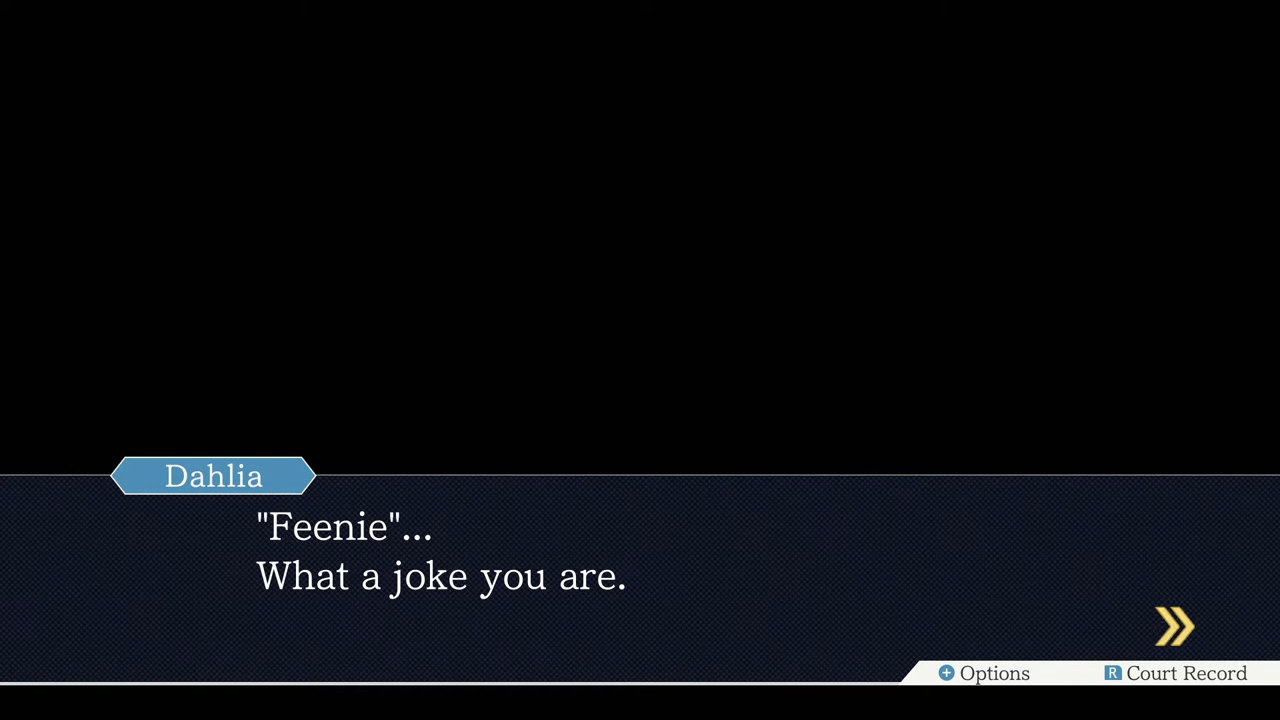 Dahlia
"Feenie"...
What a joke you are.
+ Options
R Court Record